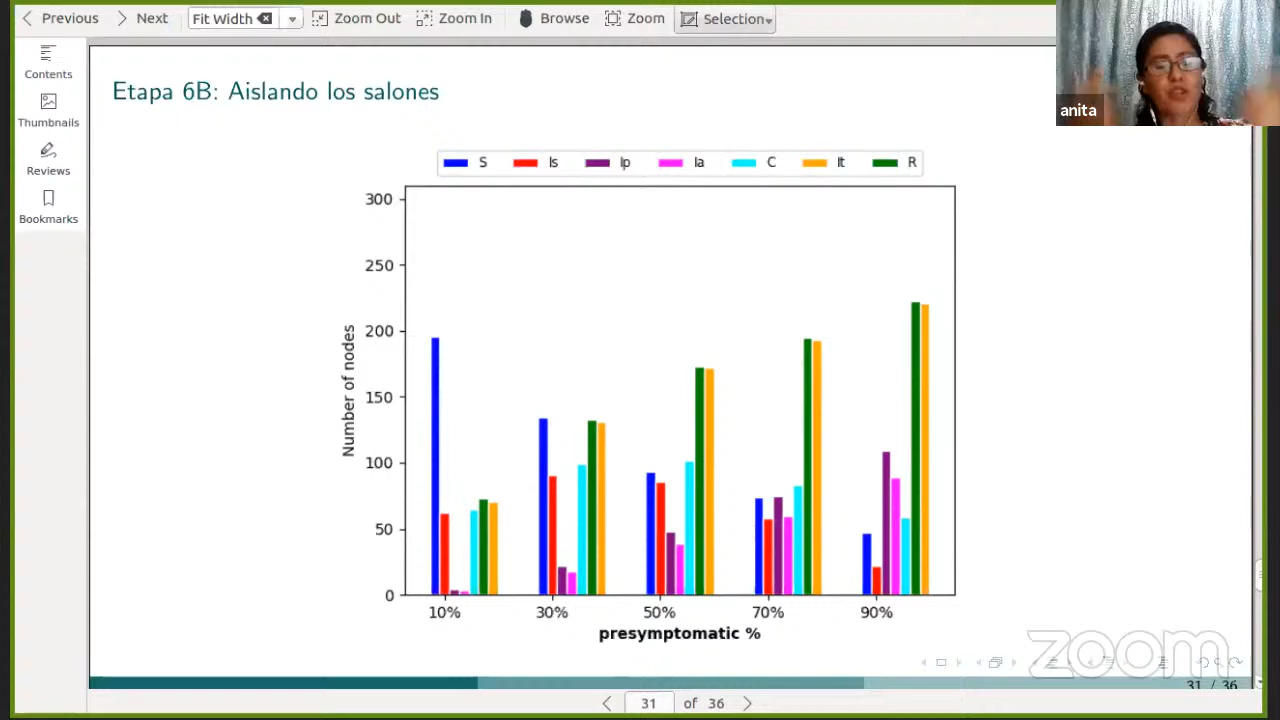 Previous Next Fit Width Zoom Out Zoom In Browse Zoom Selection
Contents
Thumbnails
Reviews
Bookmarks
anita
Etapa 6B: Aislando los salones
S Is Ip Ia C It R
300
250
200
150
100
50
0
Number of nodes
10% 30% 50% 70% 90%
presymptomatic %
zoom
31 / 36
31 of 36